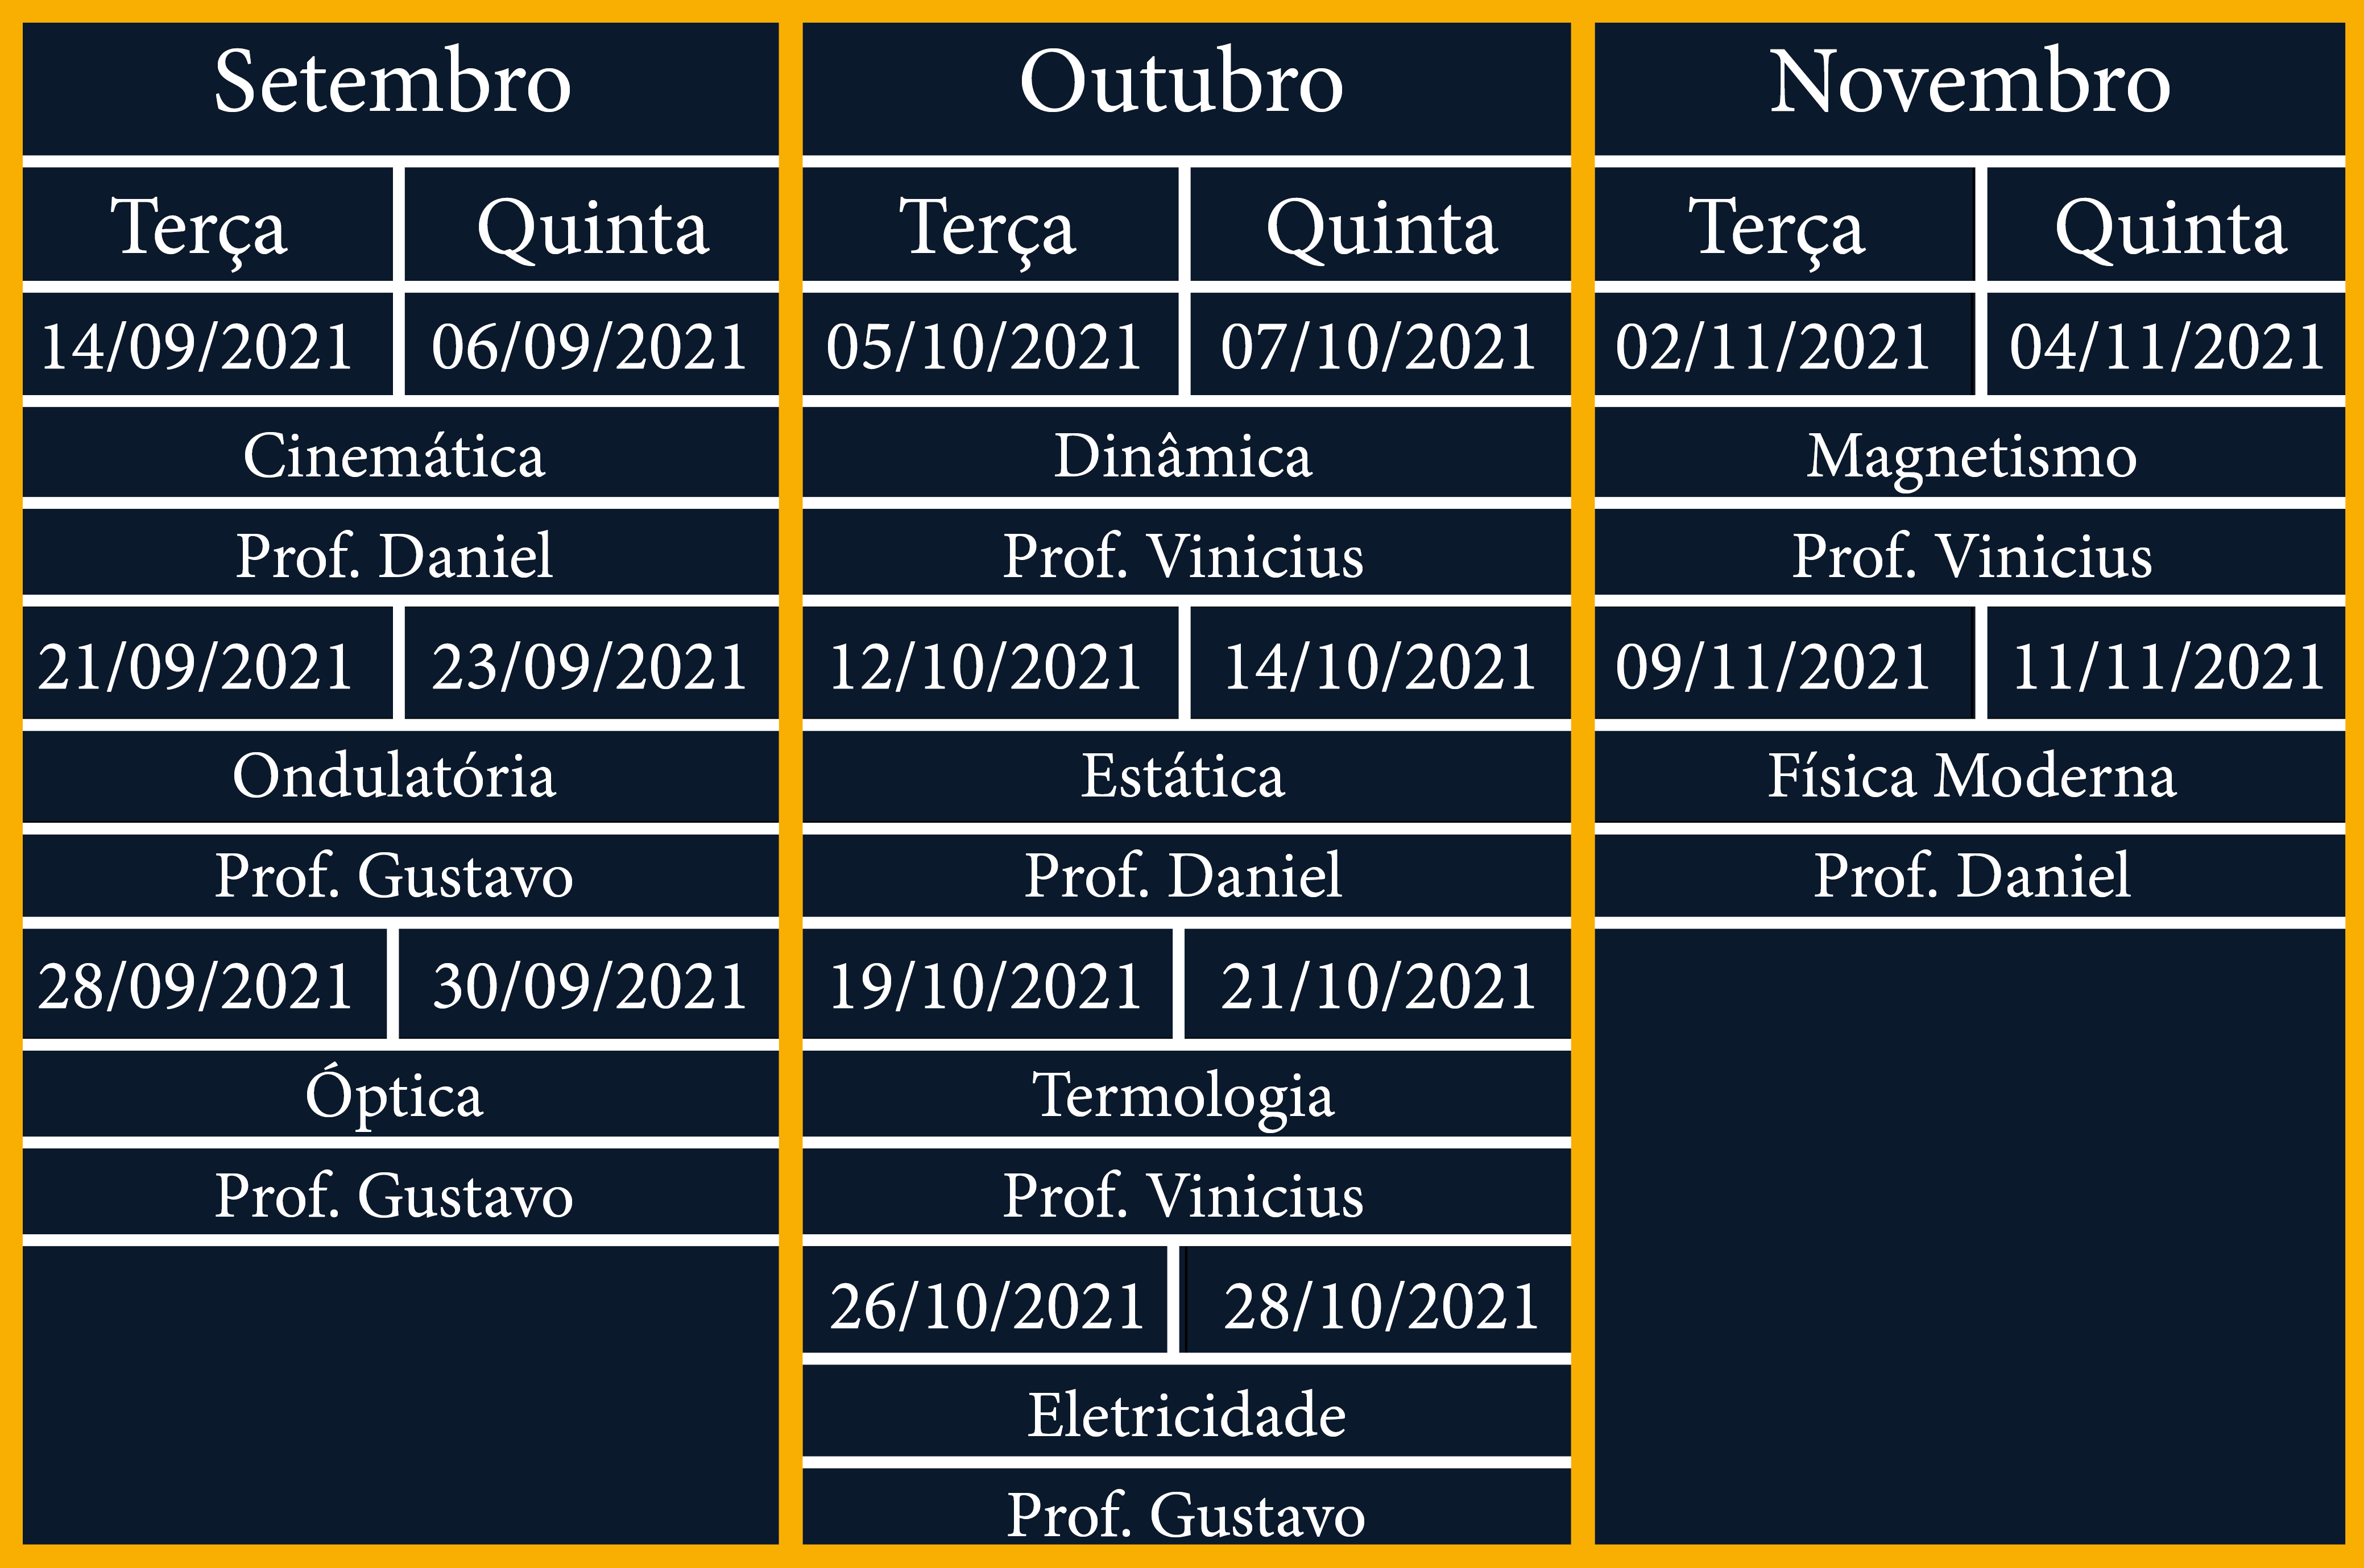 Setembro
Terça Quinta
14/09/2021 06/09/2021
Cinemática
Prof. Daniel
21/09/2021 23/09/2021
Ondulatória
Prof. Gustavo
28/09/2021 30/09/2021
Óptica
Prof. Gustavo
Outubro
Terça Quinta
05/10/2021 07/10/2021
Dinâmica
Prof. Vinicius
12/10/2021 14/10/2021
Estática
Prof. Daniel
19/10/2021 21/10/2021
Termologia
Prof. Vinicius
26/10/2021 28/10/2021
Eletricidade
Prof. Gustavo
Novembro
Terça Quinta
02/11/2021 04/11/2021
Magnetismo
Prof. Vinicius
09/11/2021 11/11/2021
Física Moderna
Prof. Daniel